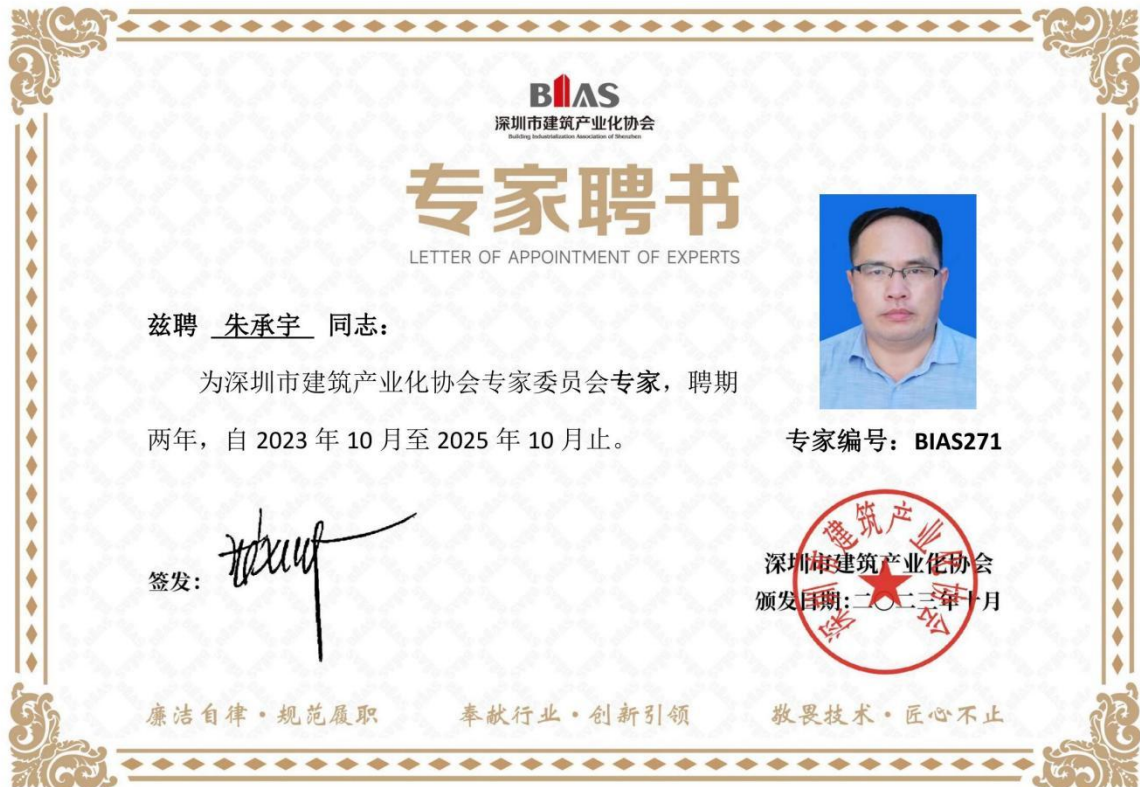 BIAS
深圳市建筑产业化协会
Building Industrialization Association of Shenzhen
专家聘书
LETTER OF APPOINTMENT OF EXPERTS
兹聘 朱承宇 同志：
为深圳市建筑产业化协会专家委员会专家，聘期
两年，自 2023 年 10 月至 2025 年 10 月止。
专家编号：BIAS271
签发：
深圳市建筑产业化协会
颁发日期:二〇二三年十月
深圳市建筑产业化协会
廉洁自律·规范履职 奉献行业·创新引领 敬畏技术·匠心不止